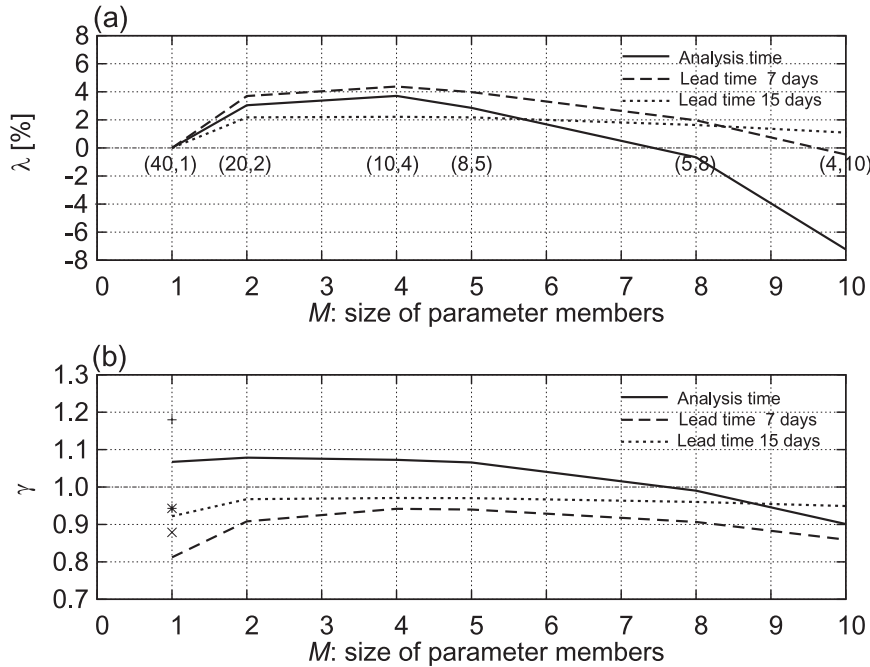 (a)
8
6
4
2
0
-2
-4
-6
-8
λ [%]
Analysis time
Lead time 7 days
Lead time 15 days
(40,1) (20,2) (10,4) (8,5) (5,8) (4,10)
0 1 2 3 4 5 6 7 8 9 10
M: size of parameter members
(b)
1.3
1.2
1.1
1.0
0.9
0.8
0.7
γ
Analysis time
Lead time 7 days
Lead time 15 days
0 1 2 3 4 5 6 7 8 9 10
M: size of parameter members